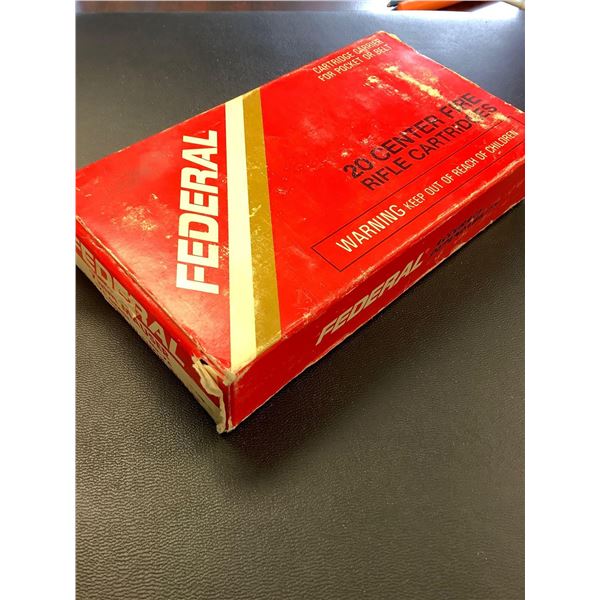 CARTRIDGE CARRIER
FOR POCKET OR BELT
20 CENTER FIRE
RIFLE CARTRIDGES
WARNING KEEP OUT OF REACH OF CHILDREN
FEDERAL
FEDERAL
FEDERAL